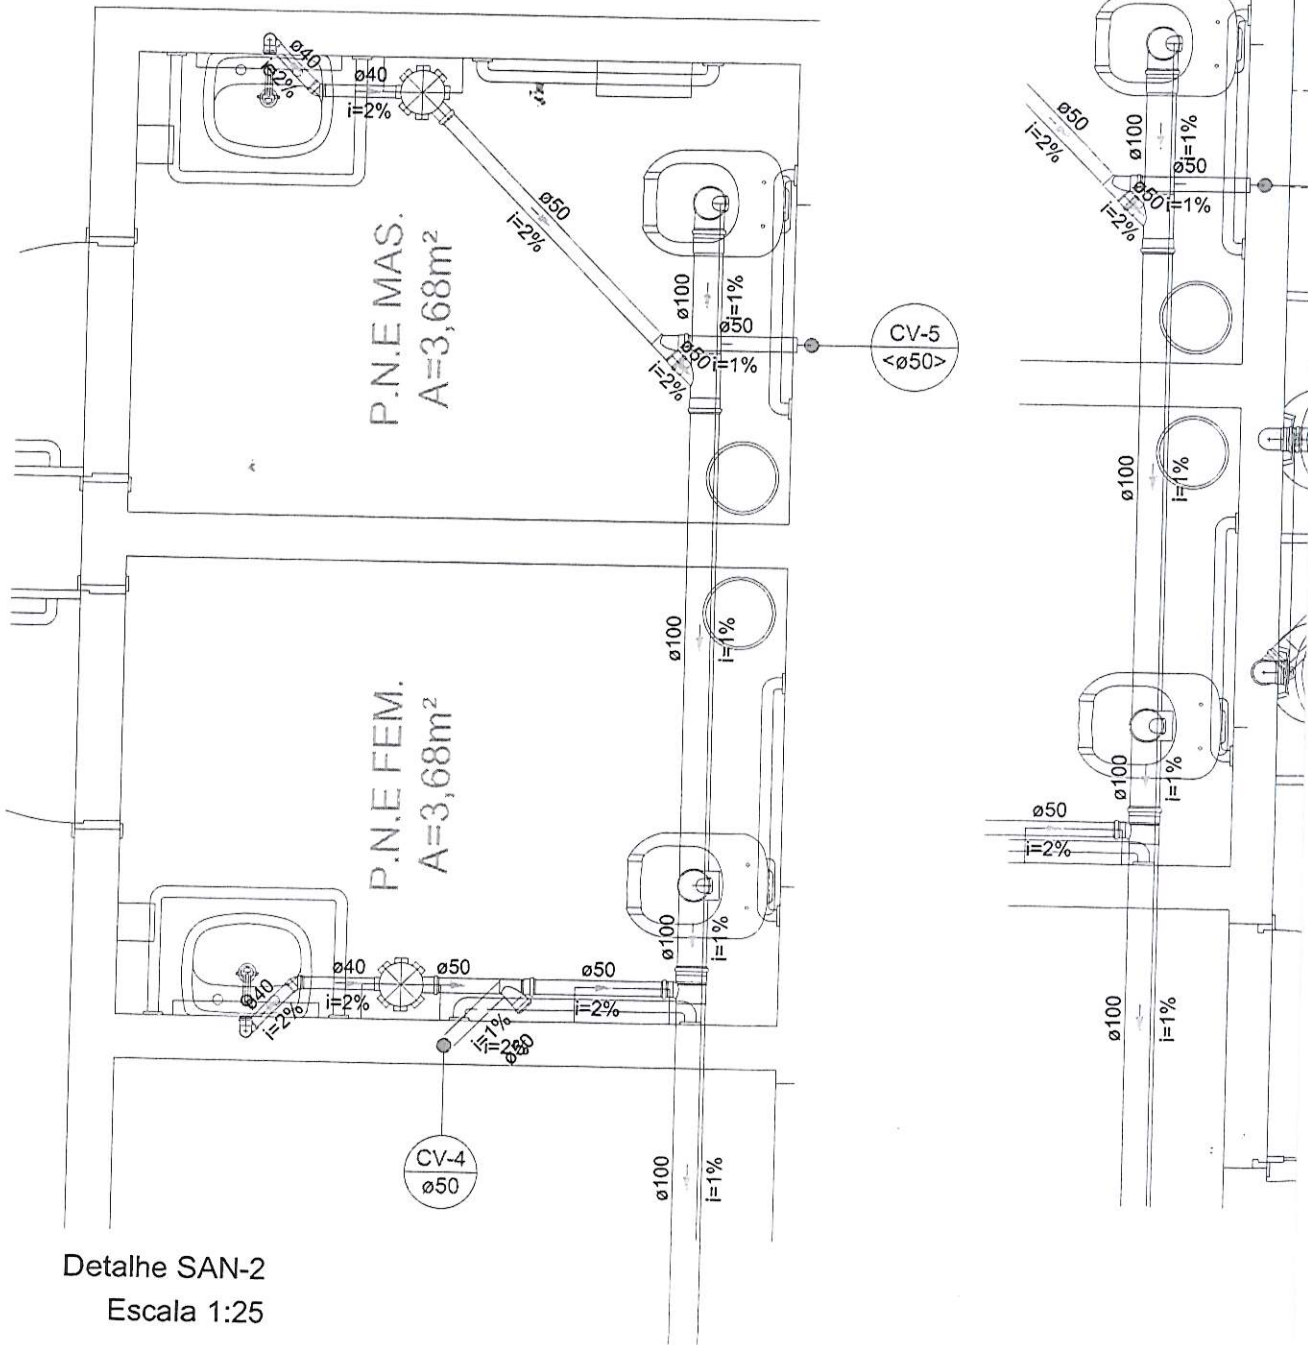 ø40
i=2%
ø40
i=2%
ø50
i=2%
P.N.E MAS.
A=3,68m²
ø100
i=1%
ø50
i=1%
ø50
i=2%
CV-5
<ø50>
ø100
i=1%
P.N.E FEM.
A=3,68m²
ø100
i=1%
ø40
i=2%
ø40
i=2%
ø50
ø50
i=2%
i=1%
CV-4
ø50
ø100
i=1%
Detalhe SAN-2
Escala 1:25
ø50
i=2%
ø100
i=1%
ø50
i=1%
ø50
i=2%
ø100
i=1%
ø100
i=1%
ø50
i=2%
ø100
i=1%